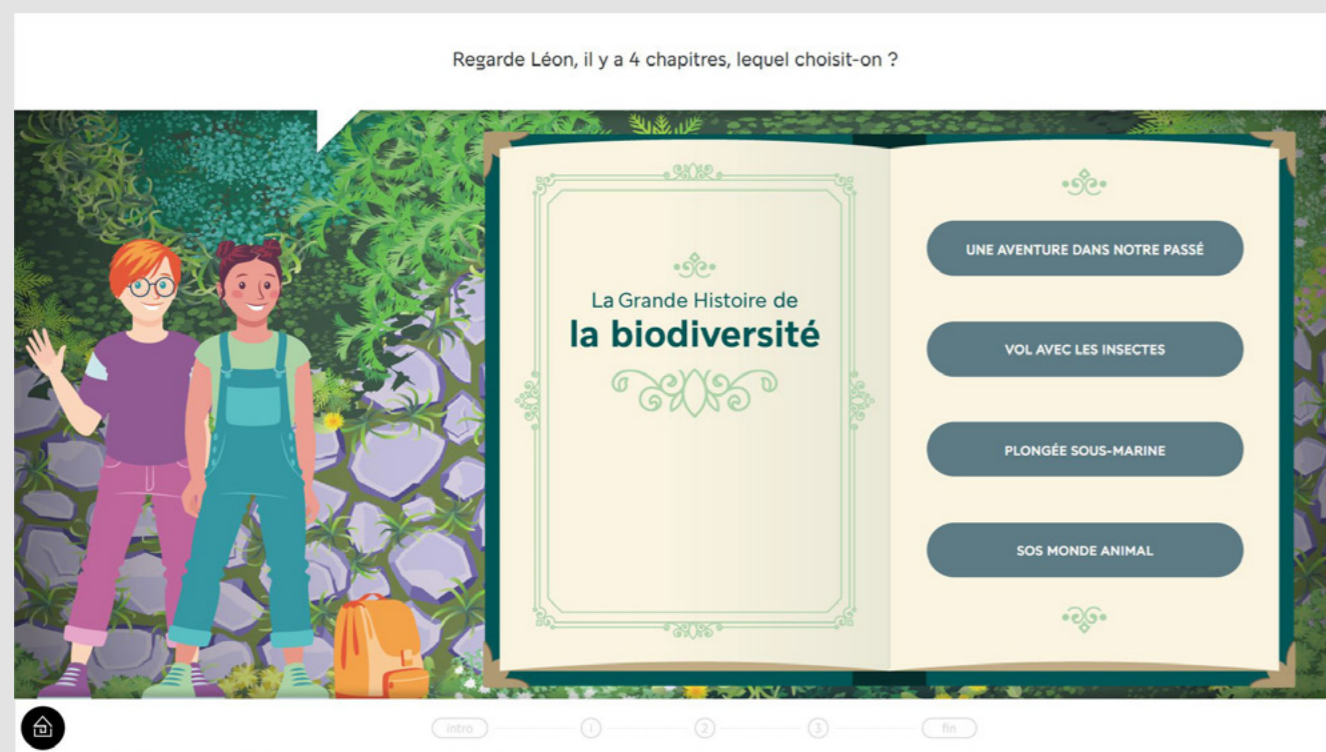 Regarde Léon, il y a 4 chapitres, lequel choisit-on ?
La Grande Histoire de
la biodiversité
UNE AVENTURE DANS NOTRE PASSÉ
VOL AVEC LES INSECTES
PLONGÉE SOUS-MARINE
SOS MONDE ANIMAL
intro 1 2 3 fin